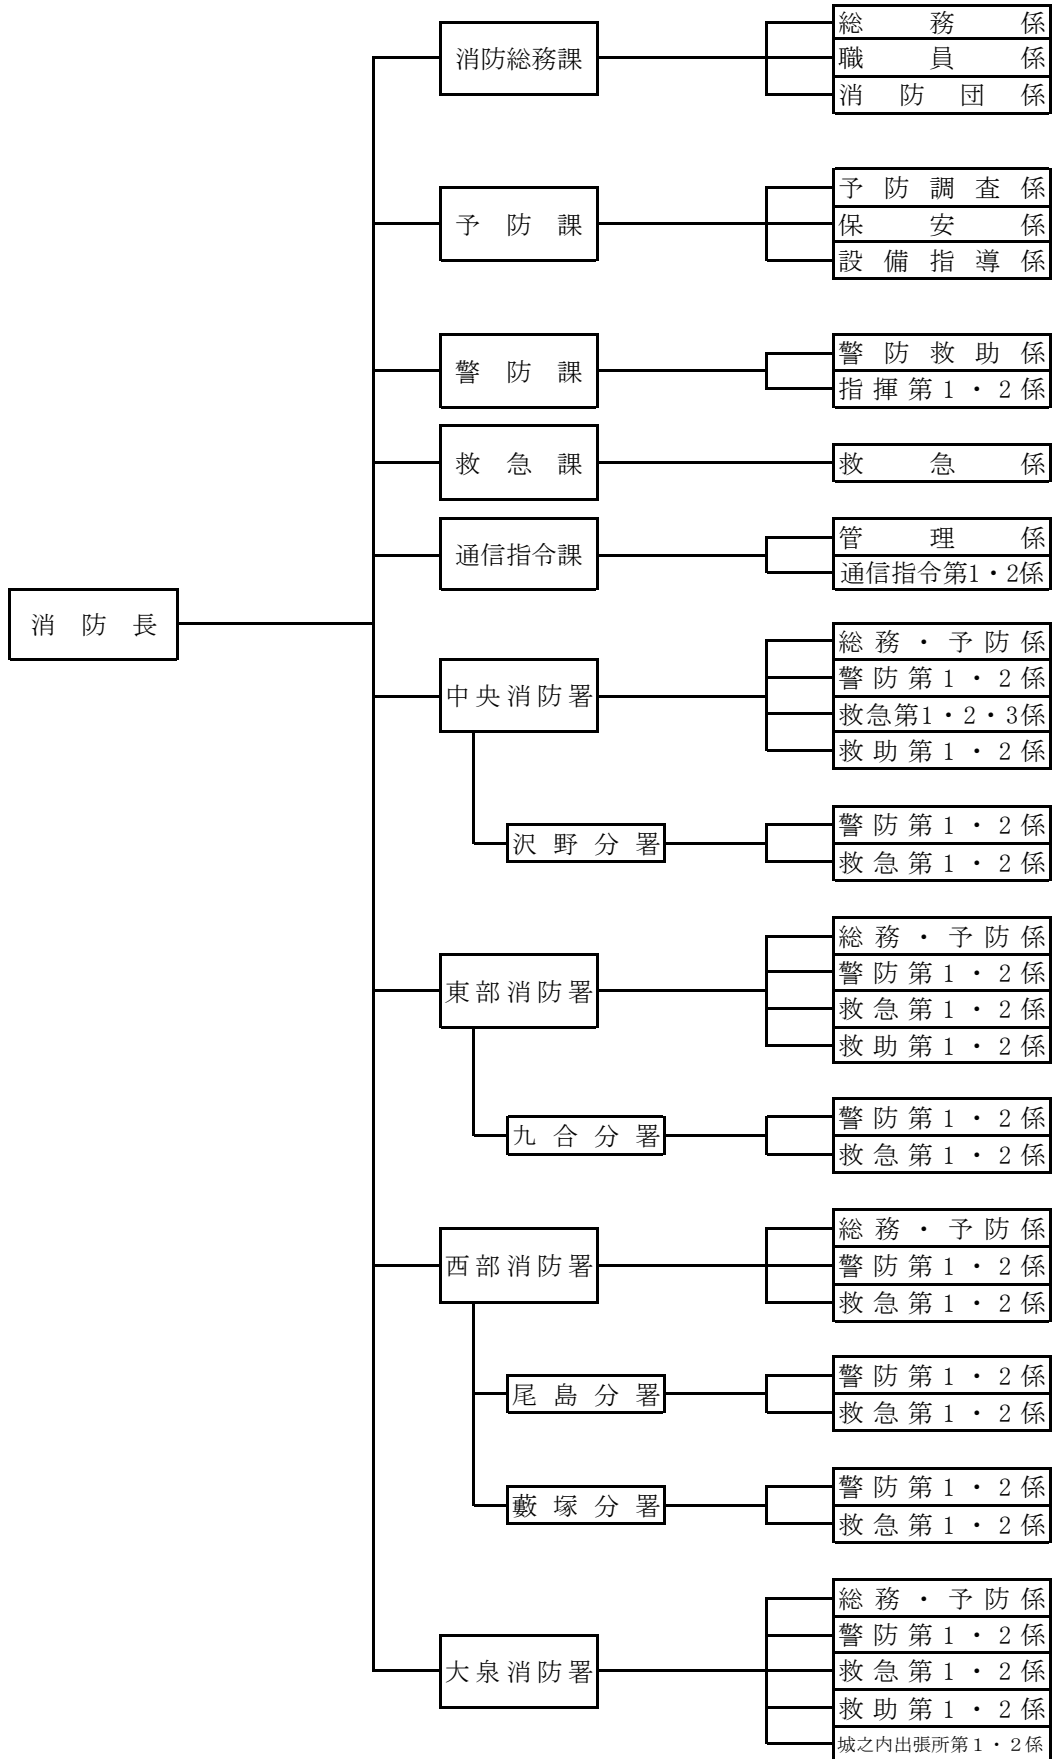 消防長
消防総務課
総務係
職員係
消防団係
予防課
予防調査係
保安係
設備指導係
警防課
警防救助係
指揮第1・2係
救急課
救急係
通信指令課
管理係
通信指令第1・2係
中央消防署
総務・予防係
警防第1・2係
救急第1・2・3係
救助第1・2係
沢野分署
警防第1・2係
救急第1・2係
東部消防署
総務・予防係
警防第1・2係
救急第1・2係
救助第1・2係
九合分署
警防第1・2係
救急第1・2係
西部消防署
総務・予防係
警防第1・2係
救急第1・2係
尾島分署
警防第1・2係
救急第1・2係
藪塚分署
警防第1・2係
救急第1・2係
大泉消防署
総務・予防係
警防第1・2係
救急第1・2係
救助第1・2係
城之内出張所第1・2係